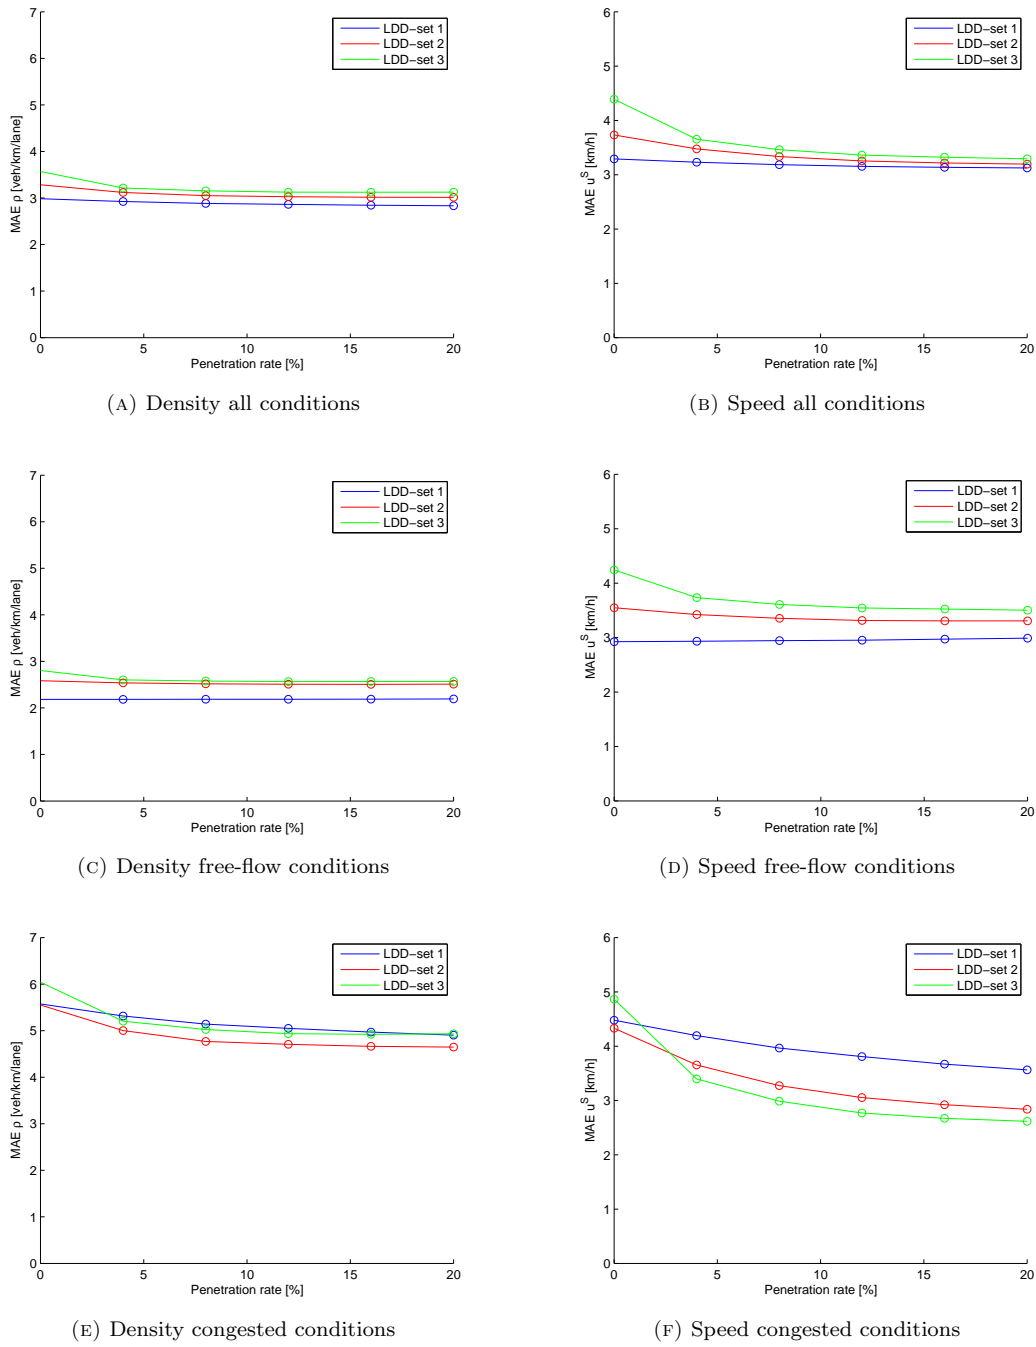 7
6
5
4
3
2
1
0
MAE ρ [veh/km/lane]
0 5 10 15 20
Penetration rate [%]
LDD-set 1
LDD-set 2
LDD-set 3
(A) Density all conditions
6
5
4
3
2
1
0
MAE u^S [km/h]
0 5 10 15 20
Penetration rate [%]
LDD-set 1
LDD-set 2
LDD-set 3
(B) Speed all conditions
7
6
5
4
3
2
1
0
MAE ρ [veh/km/lane]
0 5 10 15 20
Penetration rate [%]
LDD-set 1
LDD-set 2
LDD-set 3
(C) Density free-flow conditions
6
5
4
3
2
1
0
MAE u^S [km/h]
0 5 10 15 20
Penetration rate [%]
LDD-set 1
LDD-set 2
LDD-set 3
(D) Speed free-flow conditions
7
6
5
4
3
2
1
0
MAE ρ [veh/km/lane]
0 5 10 15 20
Penetration rate [%]
LDD-set 1
LDD-set 2
LDD-set 3
(E) Density congested conditions
6
5
4
3
2
1
0
MAE u^S [km/h]
0 5 10 15 20
Penetration rate [%]
LDD-set 1
LDD-set 2
LDD-set 3
(F) Speed congested conditions